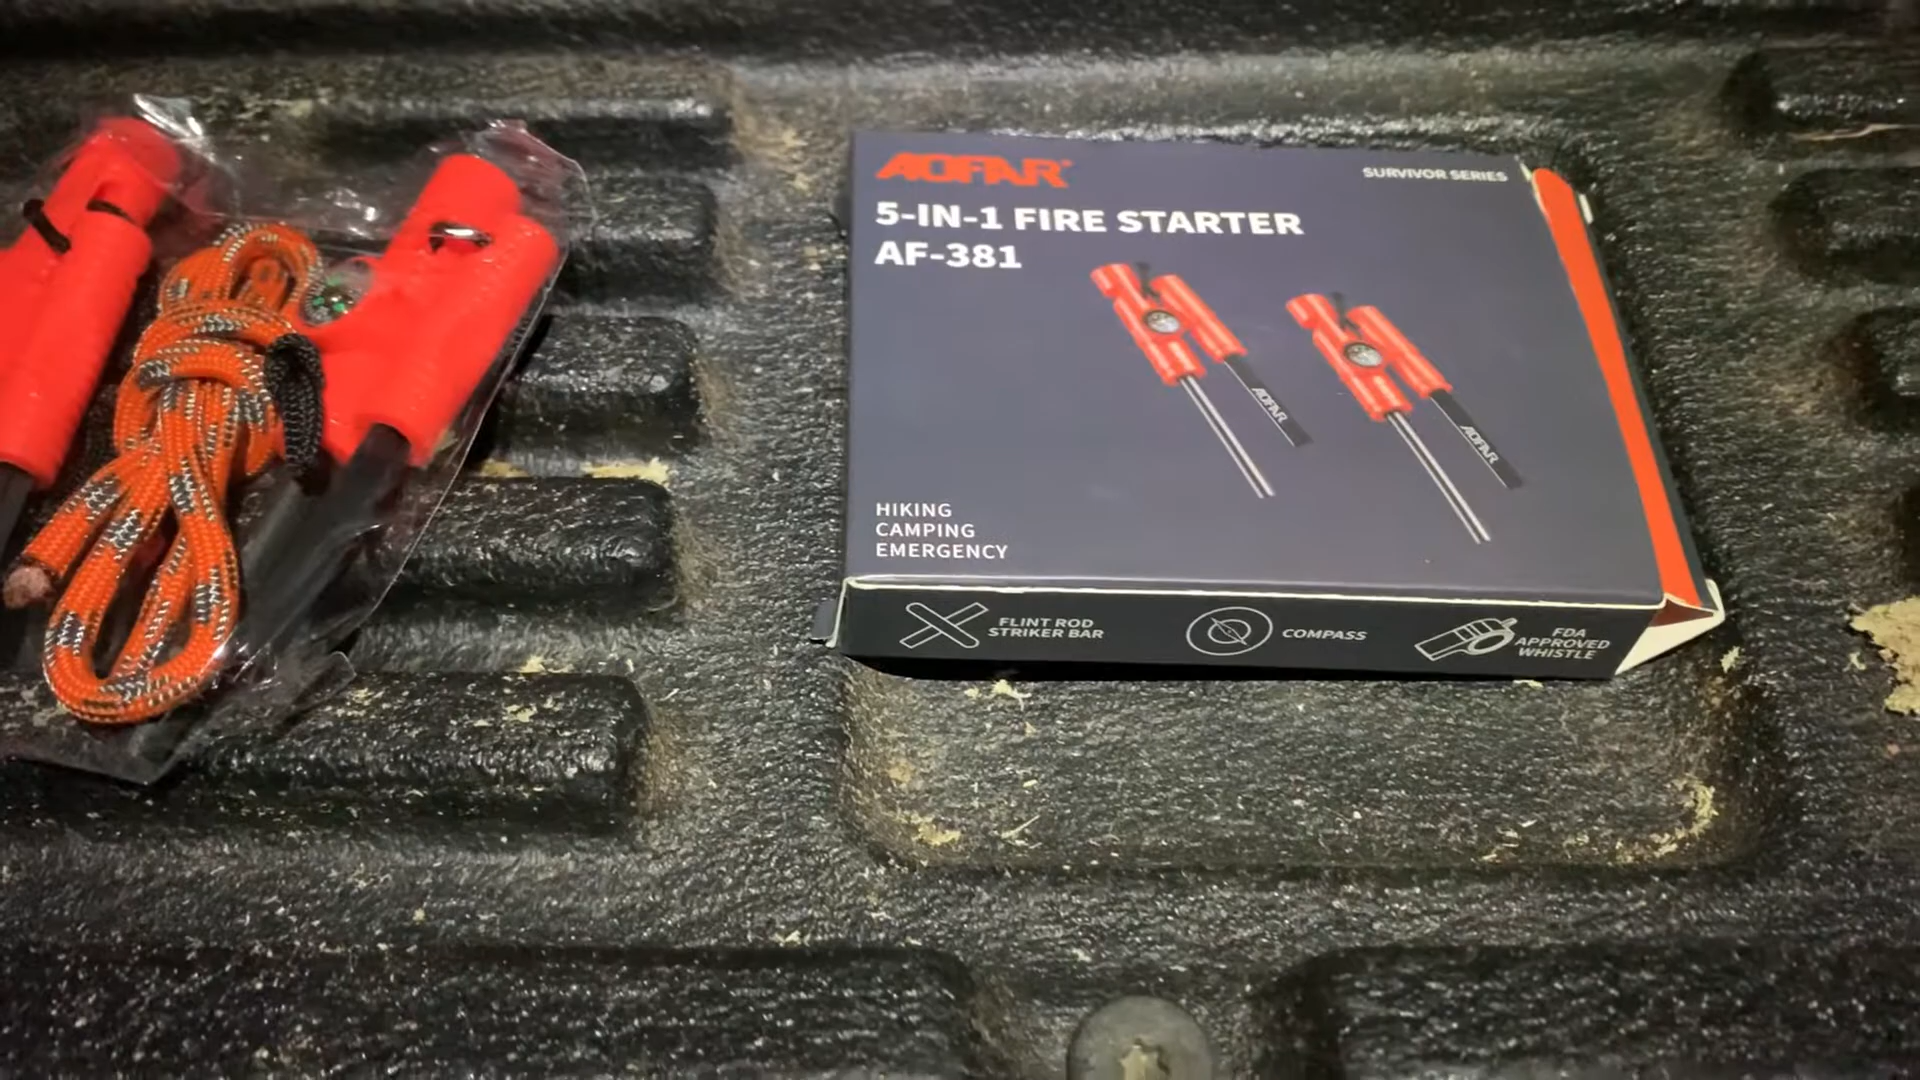 AOFAR
SURVIVOR SERIES
5-IN-1 FIRE STARTER
AF-381
AOFAR
AOFAR
HIKING
CAMPING
EMERGENCY
FLINT ROD
STRIKER BAR
COMPASS
FDA
APPROVED
WHISTLE